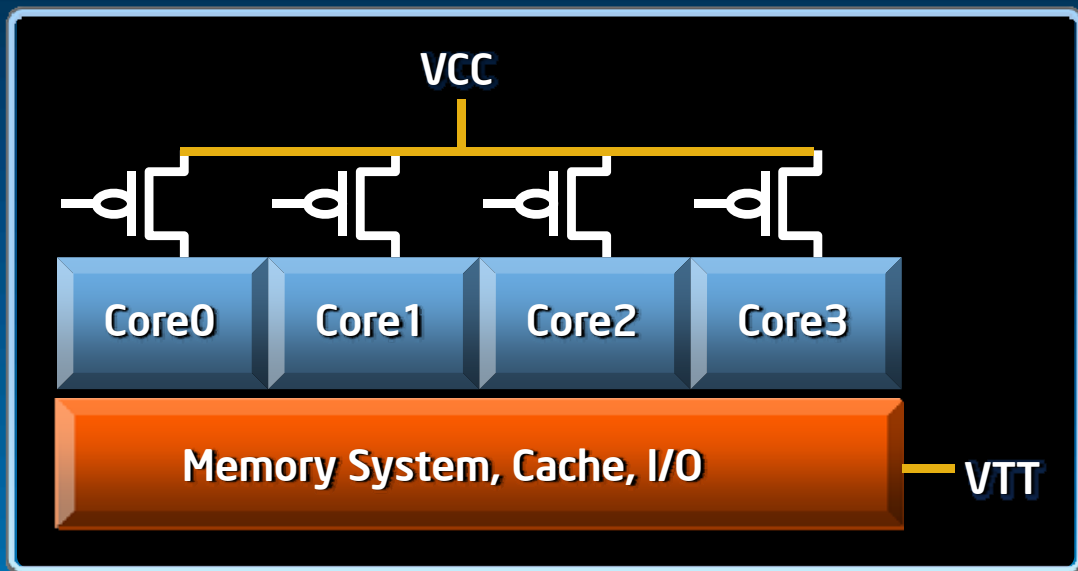 VCC
Core0
Core1
Core2
Core3
Memory System, Cache, I/O
VTT